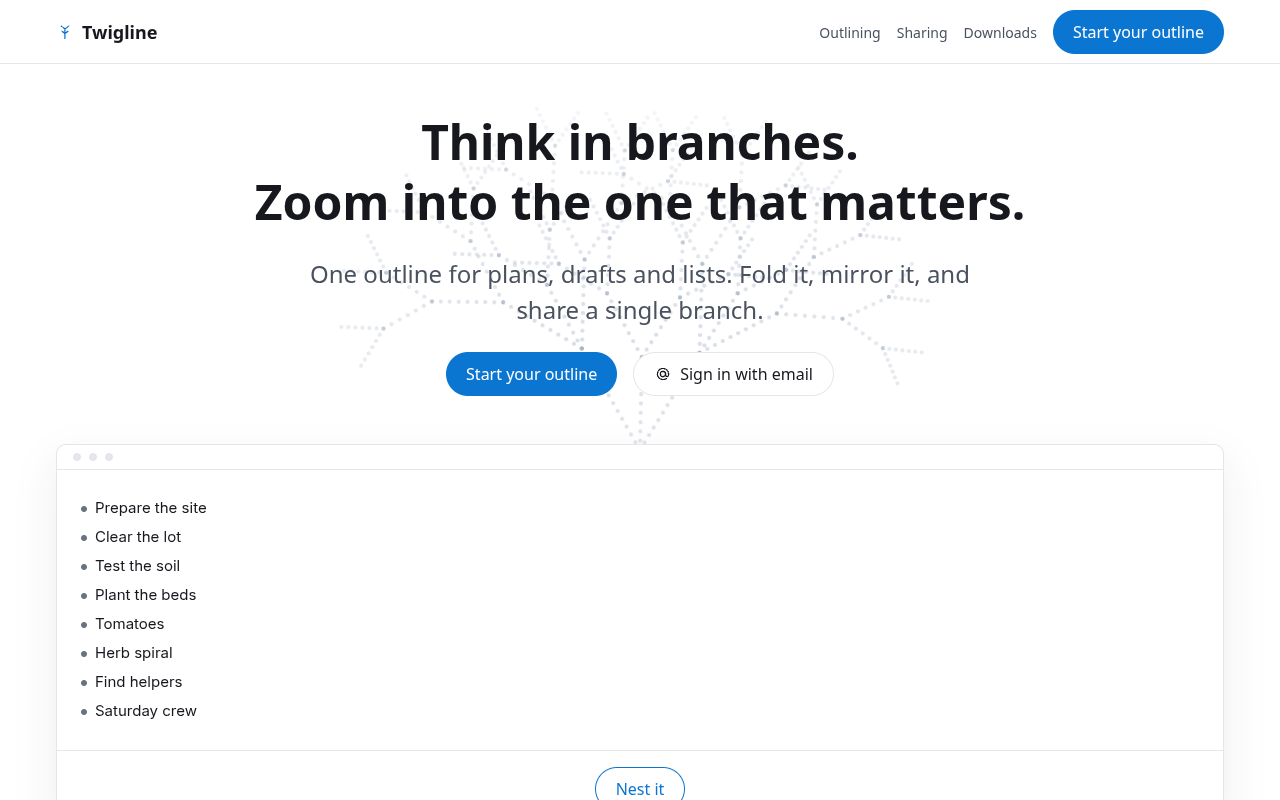 Twigline
Outlining Sharing Downloads Start your outline
Think in branches.
Zoom into the one that matters.
One outline for plans, drafts and lists. Fold it, mirror it, and
share a single branch.
Start your outline Sign in with email
Prepare the site
Clear the lot
Test the soil
Plant the beds
Tomatoes
Herb spiral
Find helpers
Saturday crew
Nest it